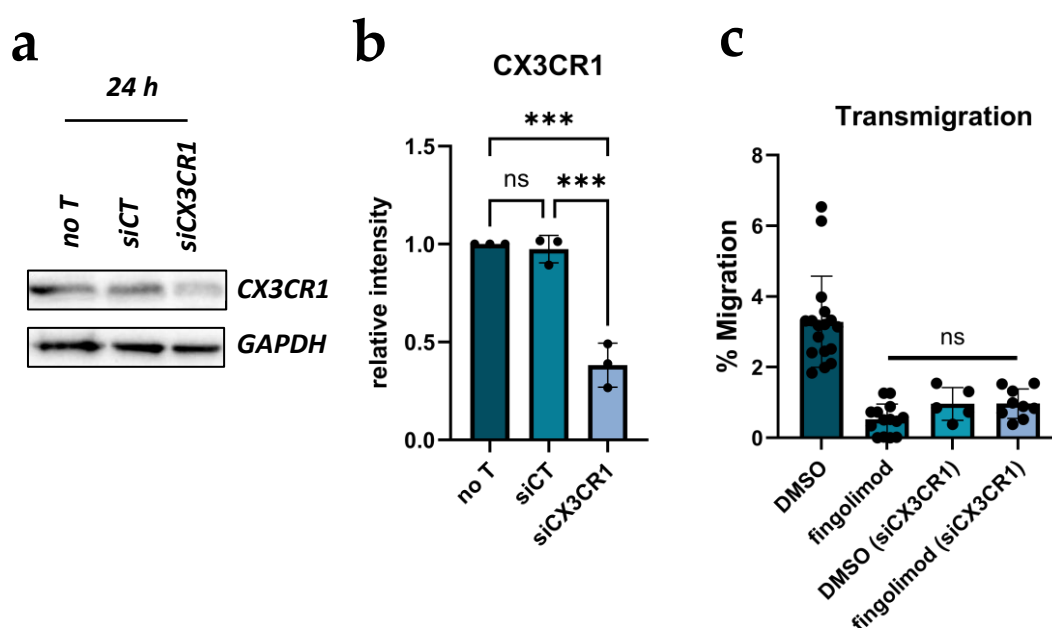 a
24 h
no T
siCT
siCX3CR1
CX3CR1
GAPDH
b
CX3CR1
***
ns
***
relative intensity
1.5
1.0
0.5
0.0
no T
siCT
siCX3CR1
c
Transmigration
% Migration
8
6
4
2
0
ns
DMSO
fingolimod
DMSO (siCX3CR1)
fingolimod (siCX3CR1)